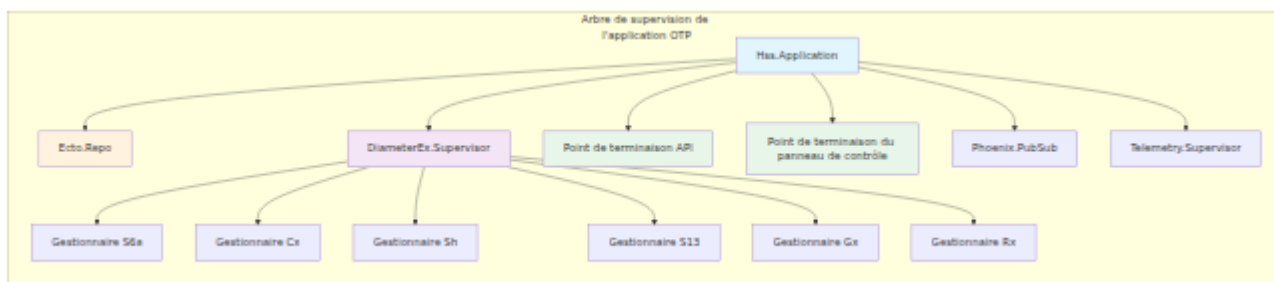 Arbre de supervision de
l'application OTP
Hss.Application
Ecto.Repo
DiameterEx.Supervisor
Point de terminaison API
Point de terminaison du
panneau de contrôle
Phoenix.PubSub
Telemetry.Supervisor
Gestionnaire S6a
Gestionnaire Cx
Gestionnaire Sh
Gestionnaire S13
Gestionnaire Gx
Gestionnaire Rx